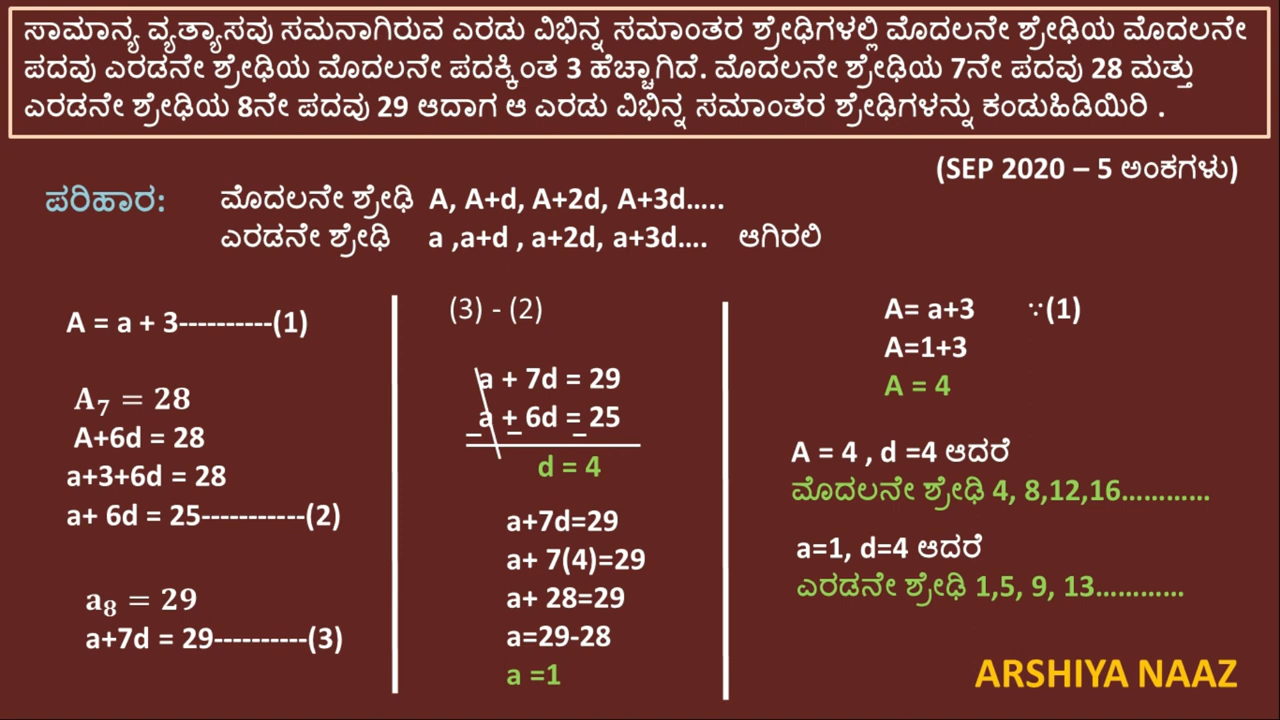 ಸಾಮಾನ್ಯ ವ್ಯತ್ಯಾಸವು ಸಮನಾಗಿರುವ ಎರಡು ವಿಭಿನ್ನ ಸಮಾಂತರ ಶ್ರೇಢಿಗಳಲ್ಲಿ ಮೊದಲನೇ ಶ್ರೇಢಿಯ ಮೊದಲನೇ
ಪದವು ಎರಡನೇ ಶ್ರೇಢಿಯ ಮೊದಲನೇ ಪದಕ್ಕಿಂತ 3 ಹೆಚ್ಚಾಗಿದೆ. ಮೊದಲನೇ ಶ್ರೇಢಿಯ 7ನೇ ಪದವು 28 ಮತ್ತು
ಎರಡನೇ ಶ್ರೇಢಿಯ 8ನೇ ಪದವು 29 ಆದಾಗ ಆ ಎರಡು ವಿಭಿನ್ನ ಸಮಾಂತರ ಶ್ರೇಢಿಗಳನ್ನು ಕಂಡುಹಿಡಿಯಿರಿ .
(SEP 2020 – 5 ಅಂಕಗಳು)
ಪರಿಹಾರ: ಮೊದಲನೇ ಶ್ರೇಢಿ A, A+d, A+2d, A+3d.....
ಎರಡನೇ ಶ್ರೇಢಿ a ,a+d , a+2d, a+3d.... ಆಗಿರಲಿ
A = a + 3----------(1)
A₇ = 28
A+6d = 28
a+3+6d = 28
a+ 6d = 25-----------(2)
a₈ = 29
a+7d = 29----------(3)
(3) - (2)
a + 7d = 29
a + 6d = 25
– – –
d = 4
a+7d=29
a+ 7(4)=29
a+ 28=29
a=29-28
a =1
A= a+3 ∵(1)
A=1+3
A = 4
A = 4 , d =4 ಆದರೆ
ಮೊದಲನೇ ಶ್ರೇಢಿ 4, 8,12,16............
a=1, d=4 ಆದರೆ
ಎರಡನೇ ಶ್ರೇಢಿ 1,5, 9, 13............
ARSHIYA NAAZ